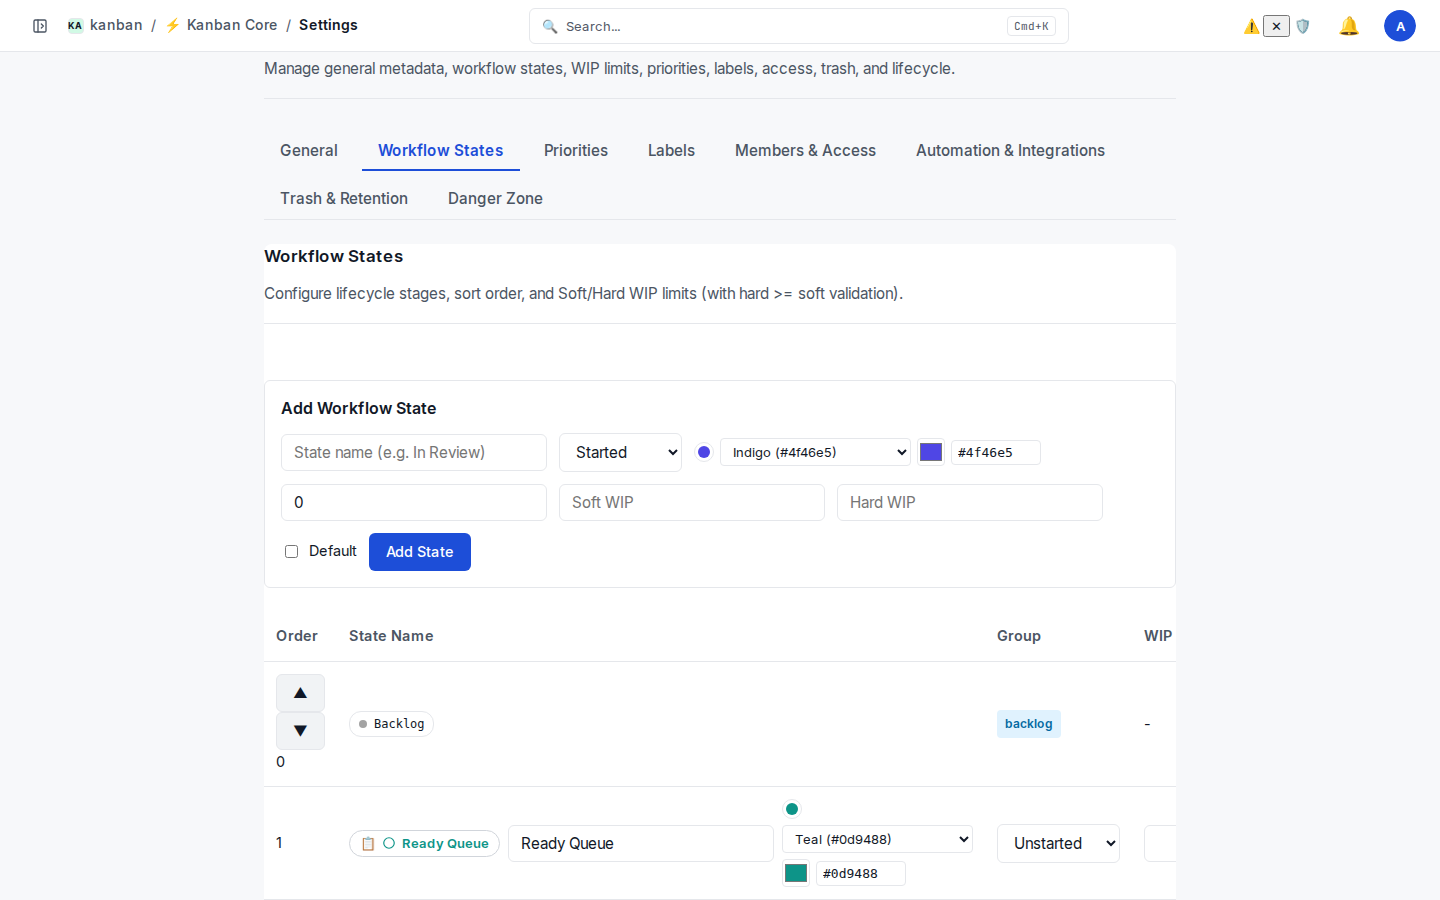 KA kanban / ⚡ Kanban Core / Settings
🔍 Search... Cmd+K
⚠️ ✕ 🛡️ 🔔 A
Manage general metadata, workflow states, WIP limits, priorities, labels, access, trash, and lifecycle.
General Workflow States Priorities Labels Members & Access Automation & Integrations
Trash & Retention Danger Zone
Workflow States
Configure lifecycle stages, sort order, and Soft/Hard WIP limits (with hard >= soft validation).
Add Workflow State
State name (e.g. In Review) Started Indigo (#4f46e5) #4f46e5
0 Soft WIP Hard WIP
Default Add State
Order State Name Group WIP
▲
▼
0 Backlog backlog -
1 📋 Ready Queue Ready Queue Teal (#0d9488) #0d9488 Unstarted